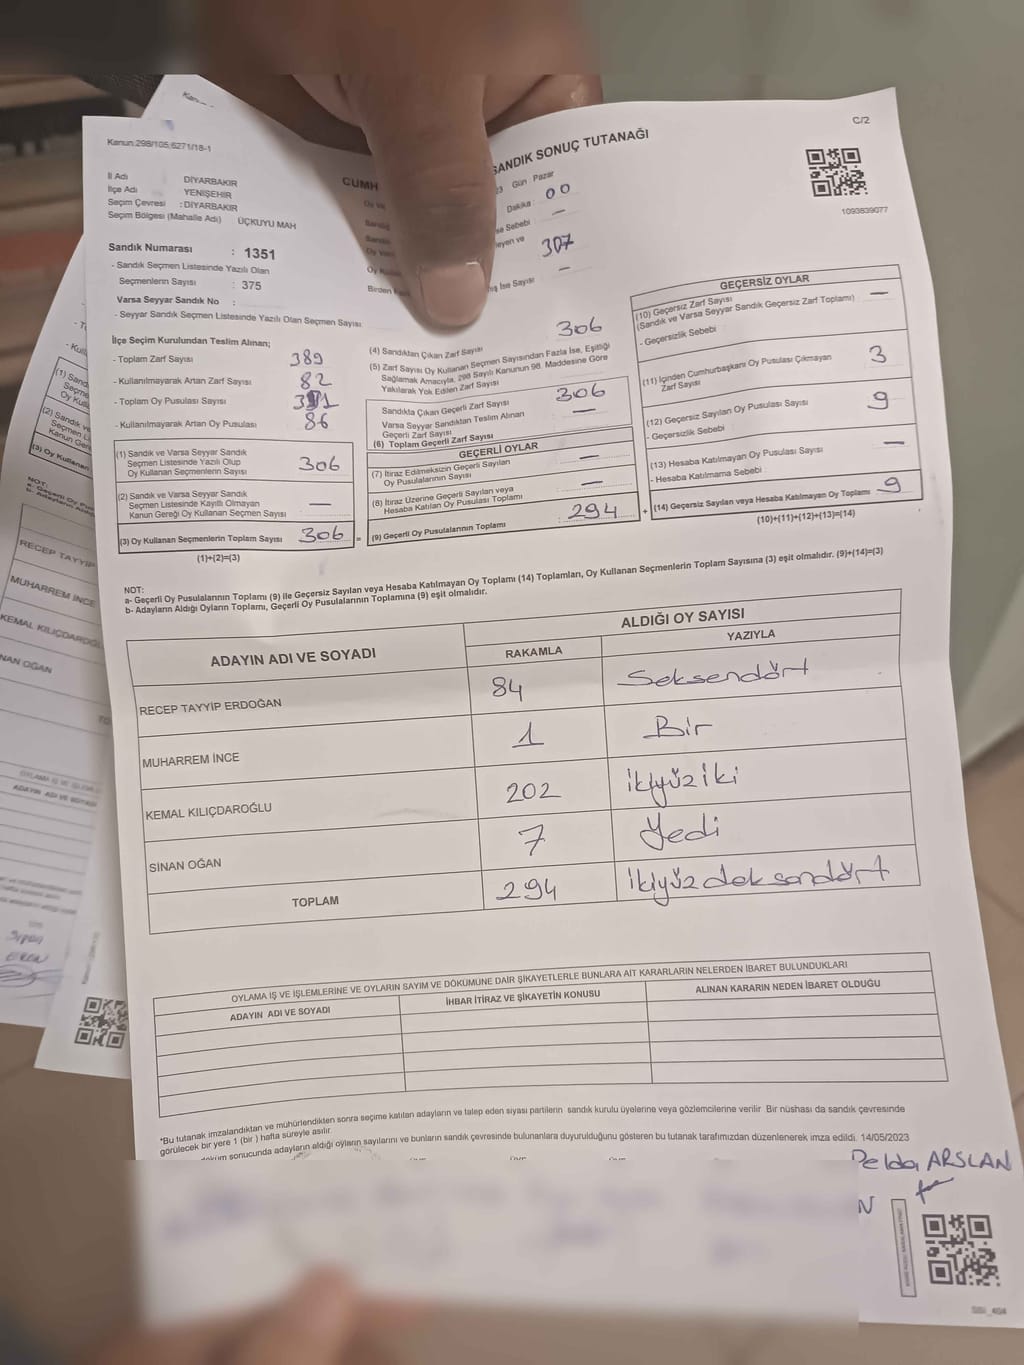 Kanun:298/105;6271/18-1
C/2
CUMH
SANDIK SONUÇ TUTANAĞI
İl Adı DİYARBAKIR
İlçe Adı YENİŞEHİR
Seçim Çevresi : DİYARBAKIR
Seçim Bölgesi (Mahalle Adı) ÜÇKUYU MAH
Gün Pazar
Dakika : 00
se Sebebi : —
307
ış İse Sayısı —
1093839077
Sandık Numarası : 1351
- Sandık Seçmen Listesinde Yazılı Olan
Seçmenlerin Sayısı : 375
Varsa Seyyar Sandık No :
- Seyyar Sandık Seçmen Listesinde Yazılı Olan Seçmen Sayısı:
İlçe Seçim Kurulundan Teslim Alınan;
- Toplam Zarf Sayısı 389
- Kullanılmayarak Artan Zarf Sayısı 82
- Toplam Oy Pusulası Sayısı
- Kullanılmayarak Artan Oy Pusulası 86
(1) Sandık ve Varsa Seyyar Sandık
Seçmen Listesinde Yazılı Olup
Oy Kullanan Seçmenlerin Sayısı 306
(2) Sandık ve Varsa Seyyar Sandık
Seçmen Listesinde Kayıtlı Olmayan
Kanun Gereği Oy Kullanan Seçmen Sayısı —
(3) Oy Kullanan Seçmenlerin Toplam Sayısı 306 =
(1)+(2)=(3)
(4) Sandıktan Çıkan Zarf Sayısı 306
(5) Zarf Sayısı Oy Kullanan Seçmen Sayısından Fazla İse, Eşitliği
Sağlamak Amacıyla, 298 Sayılı Kanunun 98. Maddesine Göre
Yakılarak Yok Edilen Zarf Sayısı
Sandıkta Çıkan Geçerli Zarf Sayısı 306
Varsa Seyyar Sandıktan Teslim Alınan
Geçerli Zarf Sayısı —
(6) Toplam Geçerli Zarf Sayısı
GEÇERLİ OYLAR
(7) İtiraz Edilmeksizin Geçerli Sayılan
Oy Pusulalarının Sayısı —
(8) İtiraz Üzerine Geçerli Sayılan veya
Hesaba Katılan Oy Pusulası Toplamı —
(9) Geçerli Oy Pusulalarının Toplamı : 294 +
GEÇERSİZ OYLAR
(10) Geçersiz Zarf Sayısı
(Sandık ve Varsa Seyyar Sandık Geçersiz Zarf Toplamı) —
- Geçersizlik Sebebi :
(11) İçinden Cumhurbaşkanı Oy Pusulası Çıkmayan
Zarf Sayısı 3
(12) Geçersiz Sayılan Oy Pusulası Sayısı 9
- Geçersizlik Sebebi :
(13) Hesaba Katılmayan Oy Pusulası Sayısı —
- Hesaba Katılmama Sebebi :
(14) Geçersiz Sayılan veya Hesaba Katılmayan Oy Toplamı 9
(10)+(11)+(12)+(13)=(14)
NOT:
a- Geçerli Oy Pusulalarının Toplamı (9) ile Geçersiz Sayılan veya Hesaba Katılmayan Oy Toplamı (14) Toplamları, Oy Kullanan Seçmenlerin Toplam Sayısına (3) eşit olmalıdır. (9)+(14)=(3)
b- Adayların Aldığı Oyların Toplamı, Geçerli Oy Pusulalarının Toplamına (9) eşit olmalıdır.
ADAYIN ADI VE SOYADI
ALDIĞI OY SAYISI
RAKAMLA YAZIYLA
RECEP TAYYİP ERDOĞAN 84 Seksendört
MUHARREM İNCE 1 Bir
KEMAL KILIÇDAROĞLU 202 ikiyüziki
SİNAN OĞAN 7 Yedi
TOPLAM 294 ikiyüzdoksandört
OYLAMA İŞ VE İŞLEMLERİNE VE OYLARIN SAYIM VE DÖKÜMÜNE DAİR ŞİKAYETLERLE BUNLARA AİT KARARLARIN NELERDEN İBARET BULUNDUKLARI
ADAYIN ADI VE SOYADI İHBAR İTİRAZ VE ŞİKAYETİN KONUSU ALINAN KARARIN NEDEN İBARET OLDUĞU
*Bu tutanak imzalandıktan ve mühürlendikten sonra seçime katılan adayların ve talep eden siyasi partilerin sandık kurulu üyelerine veya gözlemcilerine verilir. Bir nüshası da sandık çevresinde
görülecek bir yere 1 (bir) hafta süreyle asılır.
döküm sonucunda adayların aldığı oyların sayılarını ve bunların sandık çevresinde bulunanlara duyurulduğunu gösteren bu tutanak tarafımızdan düzenlenerek imza edildi. 14/05/2023
Pelda ARSLAN
RECEP TAYYİP
MUHARREM İNCE
KEMAL KILIÇDAROĞL
NAN OĞAN